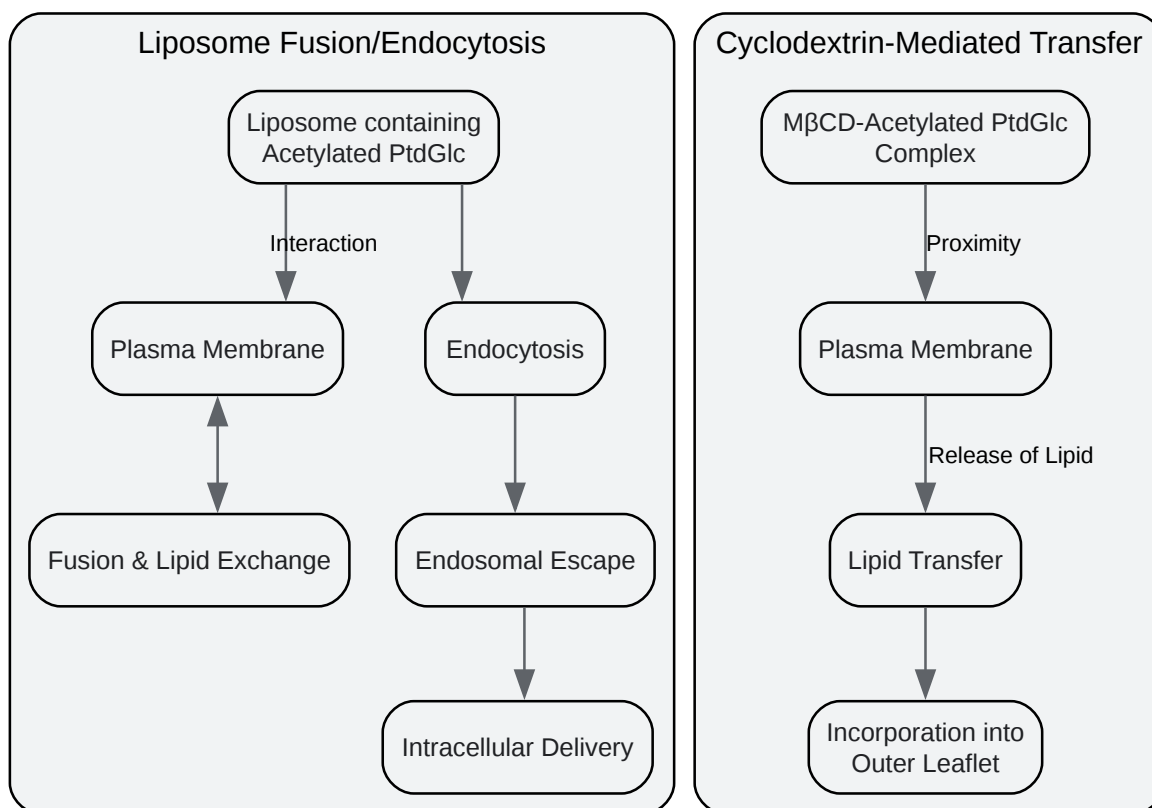 Liposome Fusion/Endocytosis
Liposome containing
Acetylated PtdGlc
Interaction
Plasma Membrane
Endocytosis
Fusion & Lipid Exchange
Endosomal Escape
Intracellular Delivery
Cyclodextrin-Mediated Transfer
MβCD-Acetylated PtdGlc
Complex
Proximity
Plasma Membrane
Release of Lipid
Lipid Transfer
Incorporation into
Outer Leaflet